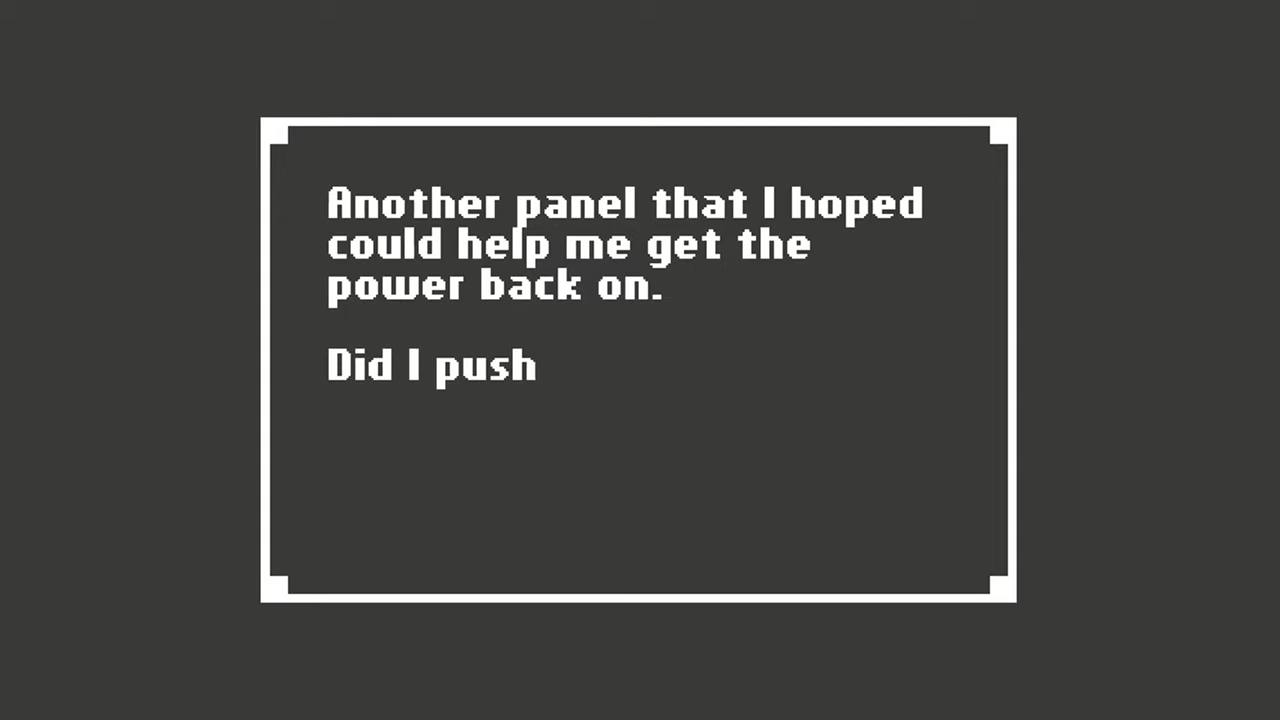 Another panel that I hoped
could help me get the
power back on.
Did I push